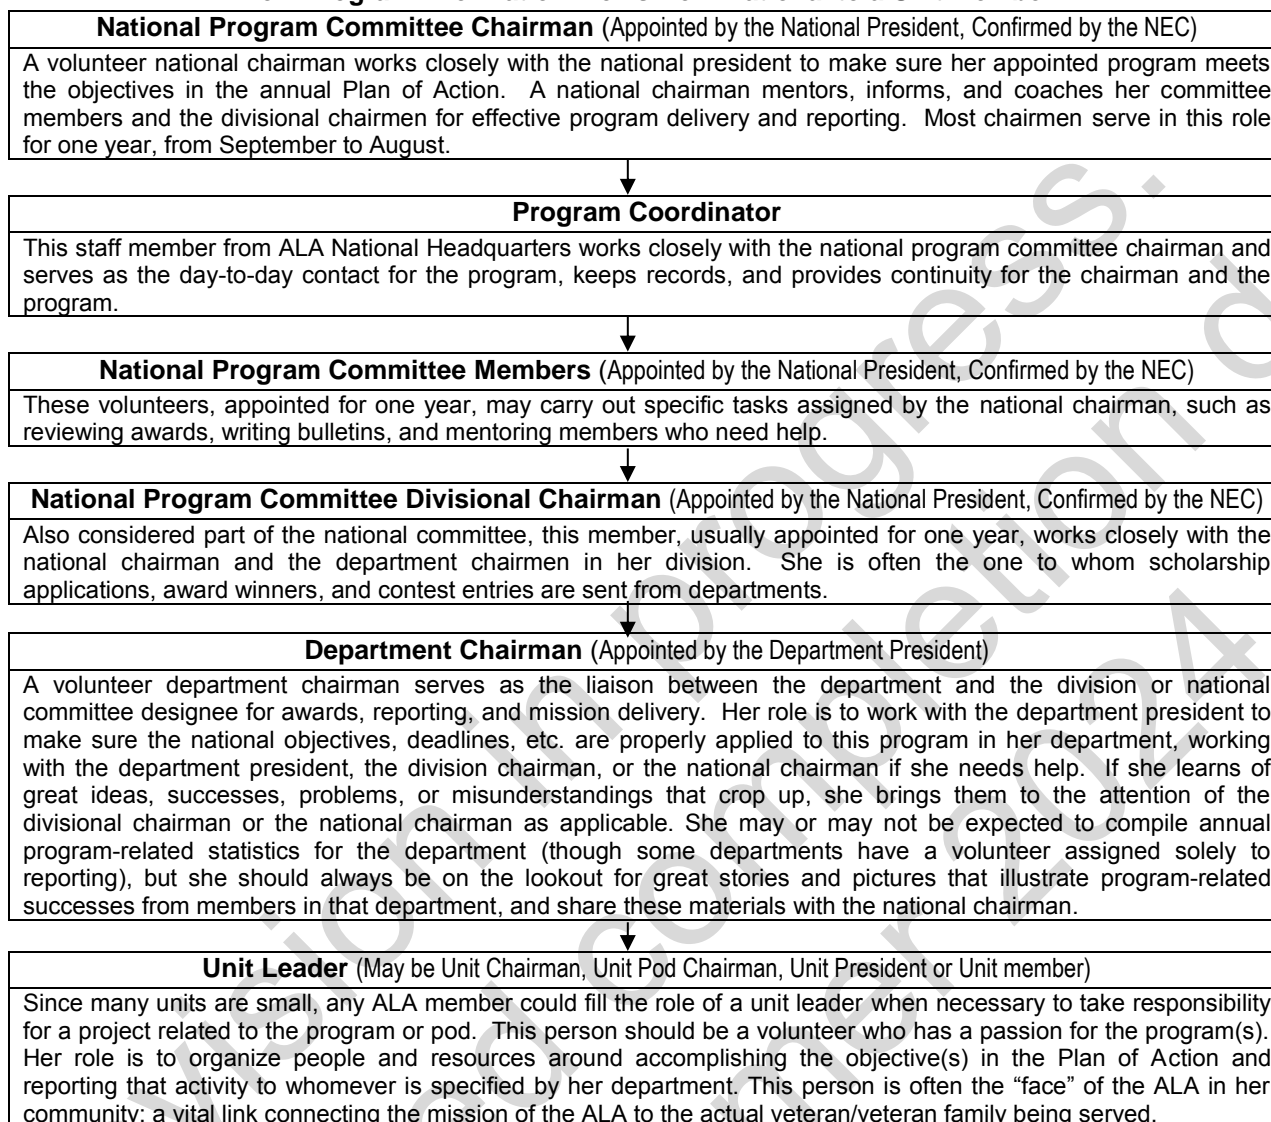 National Program Committee Chairman (Appointed by the National President, Confirmed by the NEC)
A volunteer national chairman works closely with the national president to make sure her appointed program meets
the objectives in the annual Plan of Action. A national chairman mentors, informs, and coaches her committee
members and the divisional chairmen for effective program delivery and reporting. Most chairmen serve in this role
for one year, from September to August.
Program Coordinator
This staff member from ALA National Headquarters works closely with the national program committee chairman and
serves as the day-to-day contact for the program, keeps records, and provides continuity for the chairman and the
program.
National Program Committee Members (Appointed by the National President, Confirmed by the NEC)
These volunteers, appointed for one year, may carry out specific tasks assigned by the national chairman, such as
reviewing awards, writing bulletins, and mentoring members who need help.
National Program Committee Divisional Chairman (Appointed by the National President, Confirmed by the NEC)
Also considered part of the national committee, this member, usually appointed for one year, works closely with the
national chairman and the department chairmen in her division. She is often the one to whom scholarship
applications, award winners, and contest entries are sent from departments.
Department Chairman (Appointed by the Department President)
A volunteer department chairman serves as the liaison between the department and the division or national
committee designee for awards, reporting, and mission delivery. Her role is to work with the department president to
make sure the national objectives, deadlines, etc. are properly applied to this program in her department, working
with the department president, the division chairman, or the national chairman if she needs help. If she learns of
great ideas, successes, problems, or misunderstandings that crop up, she brings them to the attention of the
divisional chairman or the national chairman as applicable. She may or may not be expected to compile annual
program-related statistics for the department (though some departments have a volunteer assigned solely to
reporting), but she should always be on the lookout for great stories and pictures that illustrate program-related
successes from members in that department, and share these materials with the national chairman.
Unit Leader (May be Unit Chairman, Unit Pod Chairman, Unit President or Unit member)
Since many units are small, any ALA member could fill the role of a unit leader when necessary to take responsibility
for a project related to the program or pod. This person should be a volunteer who has a passion for the program(s).
Her role is to organize people and resources around accomplishing the objective(s) in the Plan of Action and
reporting that activity to whomever is specified by her department. This person is often the “face” of the ALA in her
community: a vital link connecting the mission of the ALA to the actual veteran/veteran family being served.
vision in progress.
completion d
2024